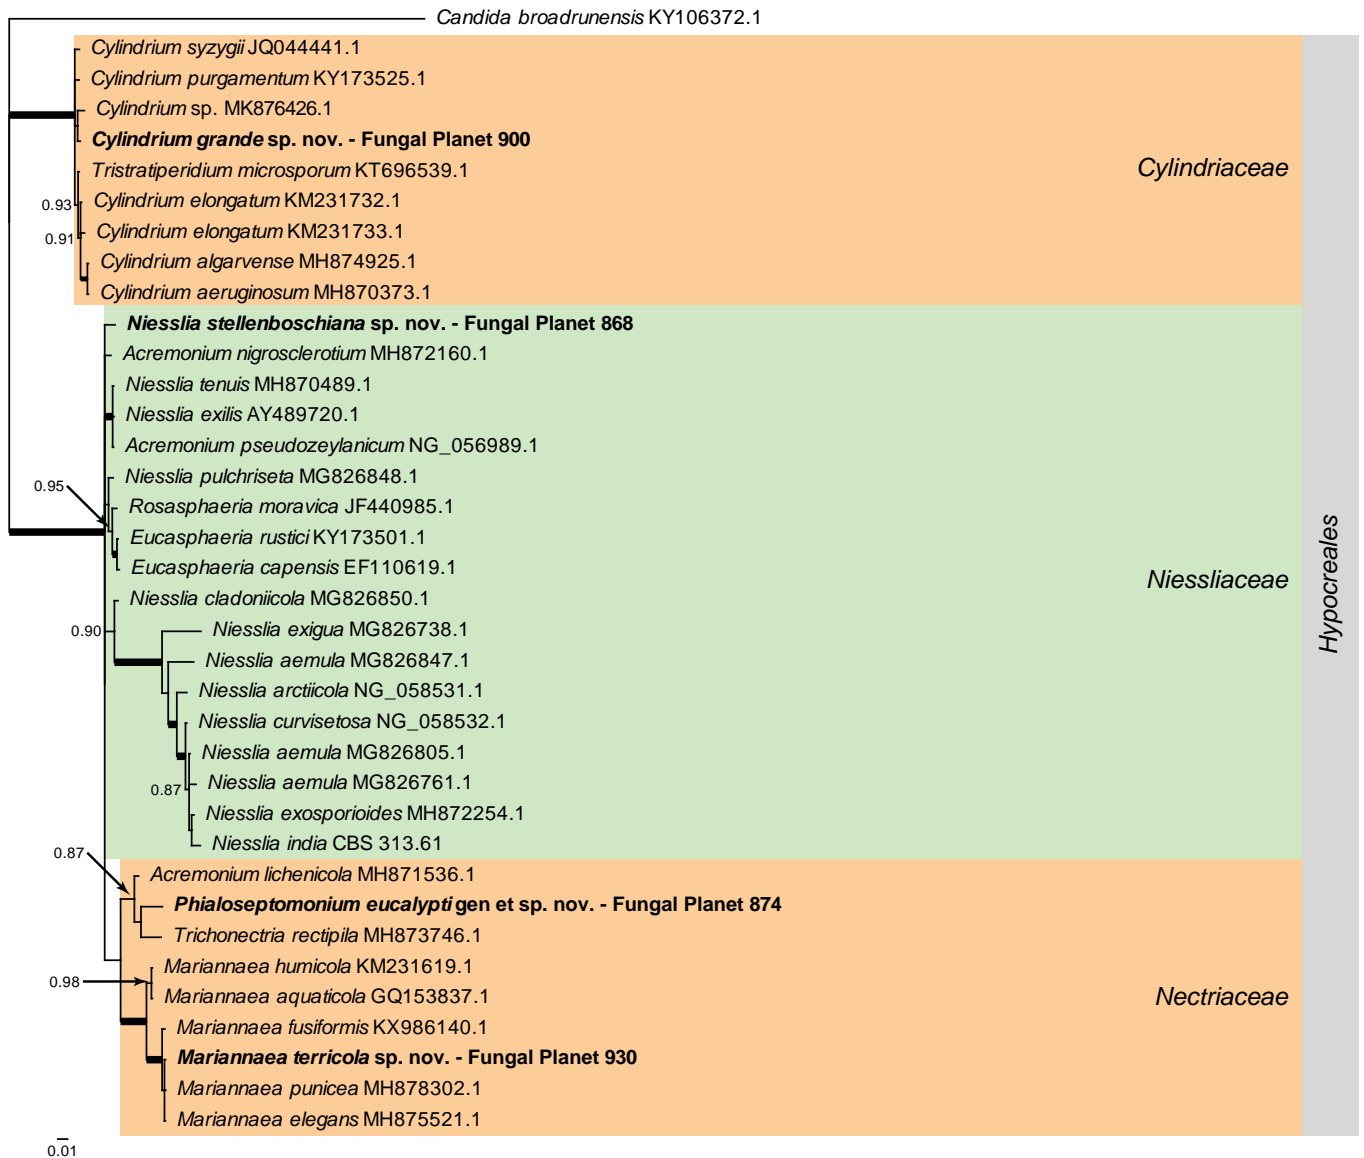 Candida broadrunensis KY106372.1
Cylindrium syzygii JQ044441.1
Cylindrium purgamentum KY173525.1
Cylindrium sp. MK876426.1
Cylindrium grande sp. nov. - Fungal Planet 900
Cylindriaceae
Tristratiperidium microsporum KT696539.1
0.93
Cylindrium elongatum KM231732.1
Cylindrium elongatum KM231733.1
0.91
Cylindrium algarvense MH874925.1
Cylindrium aeruginosum MH870373.1
Niesslia stellenboschiana sp. nov. - Fungal Planet 868
Acremonium nigrosclerotium MH872160.1
Niesslia tenuis MH870489.1
Niesslia exilis AY489720.1
Acremonium pseudozeylanicum NG_056989.1
Niesslia pulchriseta MG826848.1
0.95
Rosasphaeria moravica JF440985.1
Eucasphaeria rustici KY173501.1
Eucasphaeria capensis EF110619.1
Niessliaceae
Hypocreales
Niesslia cladoniicola MG826850.1
0.90
Niesslia exigua MG826738.1
Niesslia aemula MG826847.1
Niesslia arctiicola NG_058531.1
Niesslia curvisetosa NG_058532.1
Niesslia aemula MG826805.1
Niesslia aemula MG826761.1
0.87
Niesslia exosporioides MH872254.1
Niesslia india CBS 313.61
0.87
Acremonium lichenicola MH871536.1
Phialoseptomonium eucalypti gen et sp. nov. - Fungal Planet 874
Trichonectria rectipila MH873746.1
Mariannaea humicola KM231619.1
0.98
Mariannaea aquaticola GQ153837.1
Nectriaceae
Mariannaea fusiformis KX986140.1
Mariannaea terricola sp. nov. - Fungal Planet 930
Mariannaea punicea MH878302.1
Mariannaea elegans MH875521.1
0.01